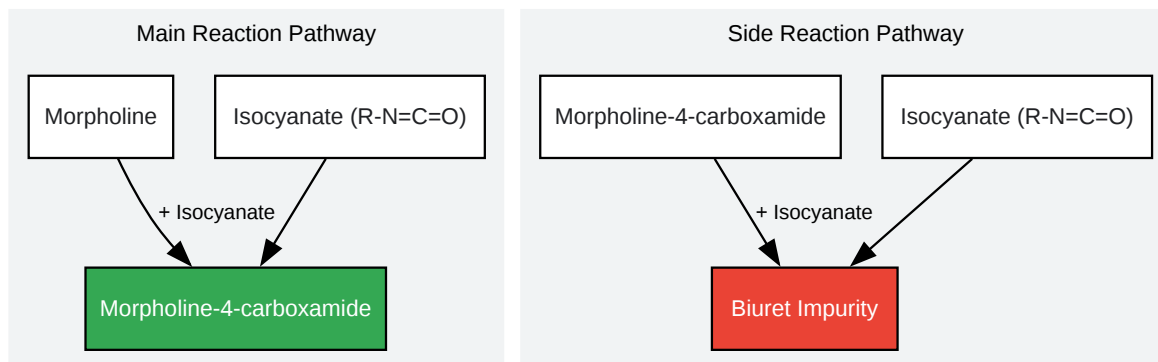 Main Reaction Pathway
Morpholine
Isocyanate (R-N=C=O)
+ Isocyanate
Morpholine-4-carboxamide
Side Reaction Pathway
Morpholine-4-carboxamide
Isocyanate (R-N=C=O)
+ Isocyanate
Biuret Impurity